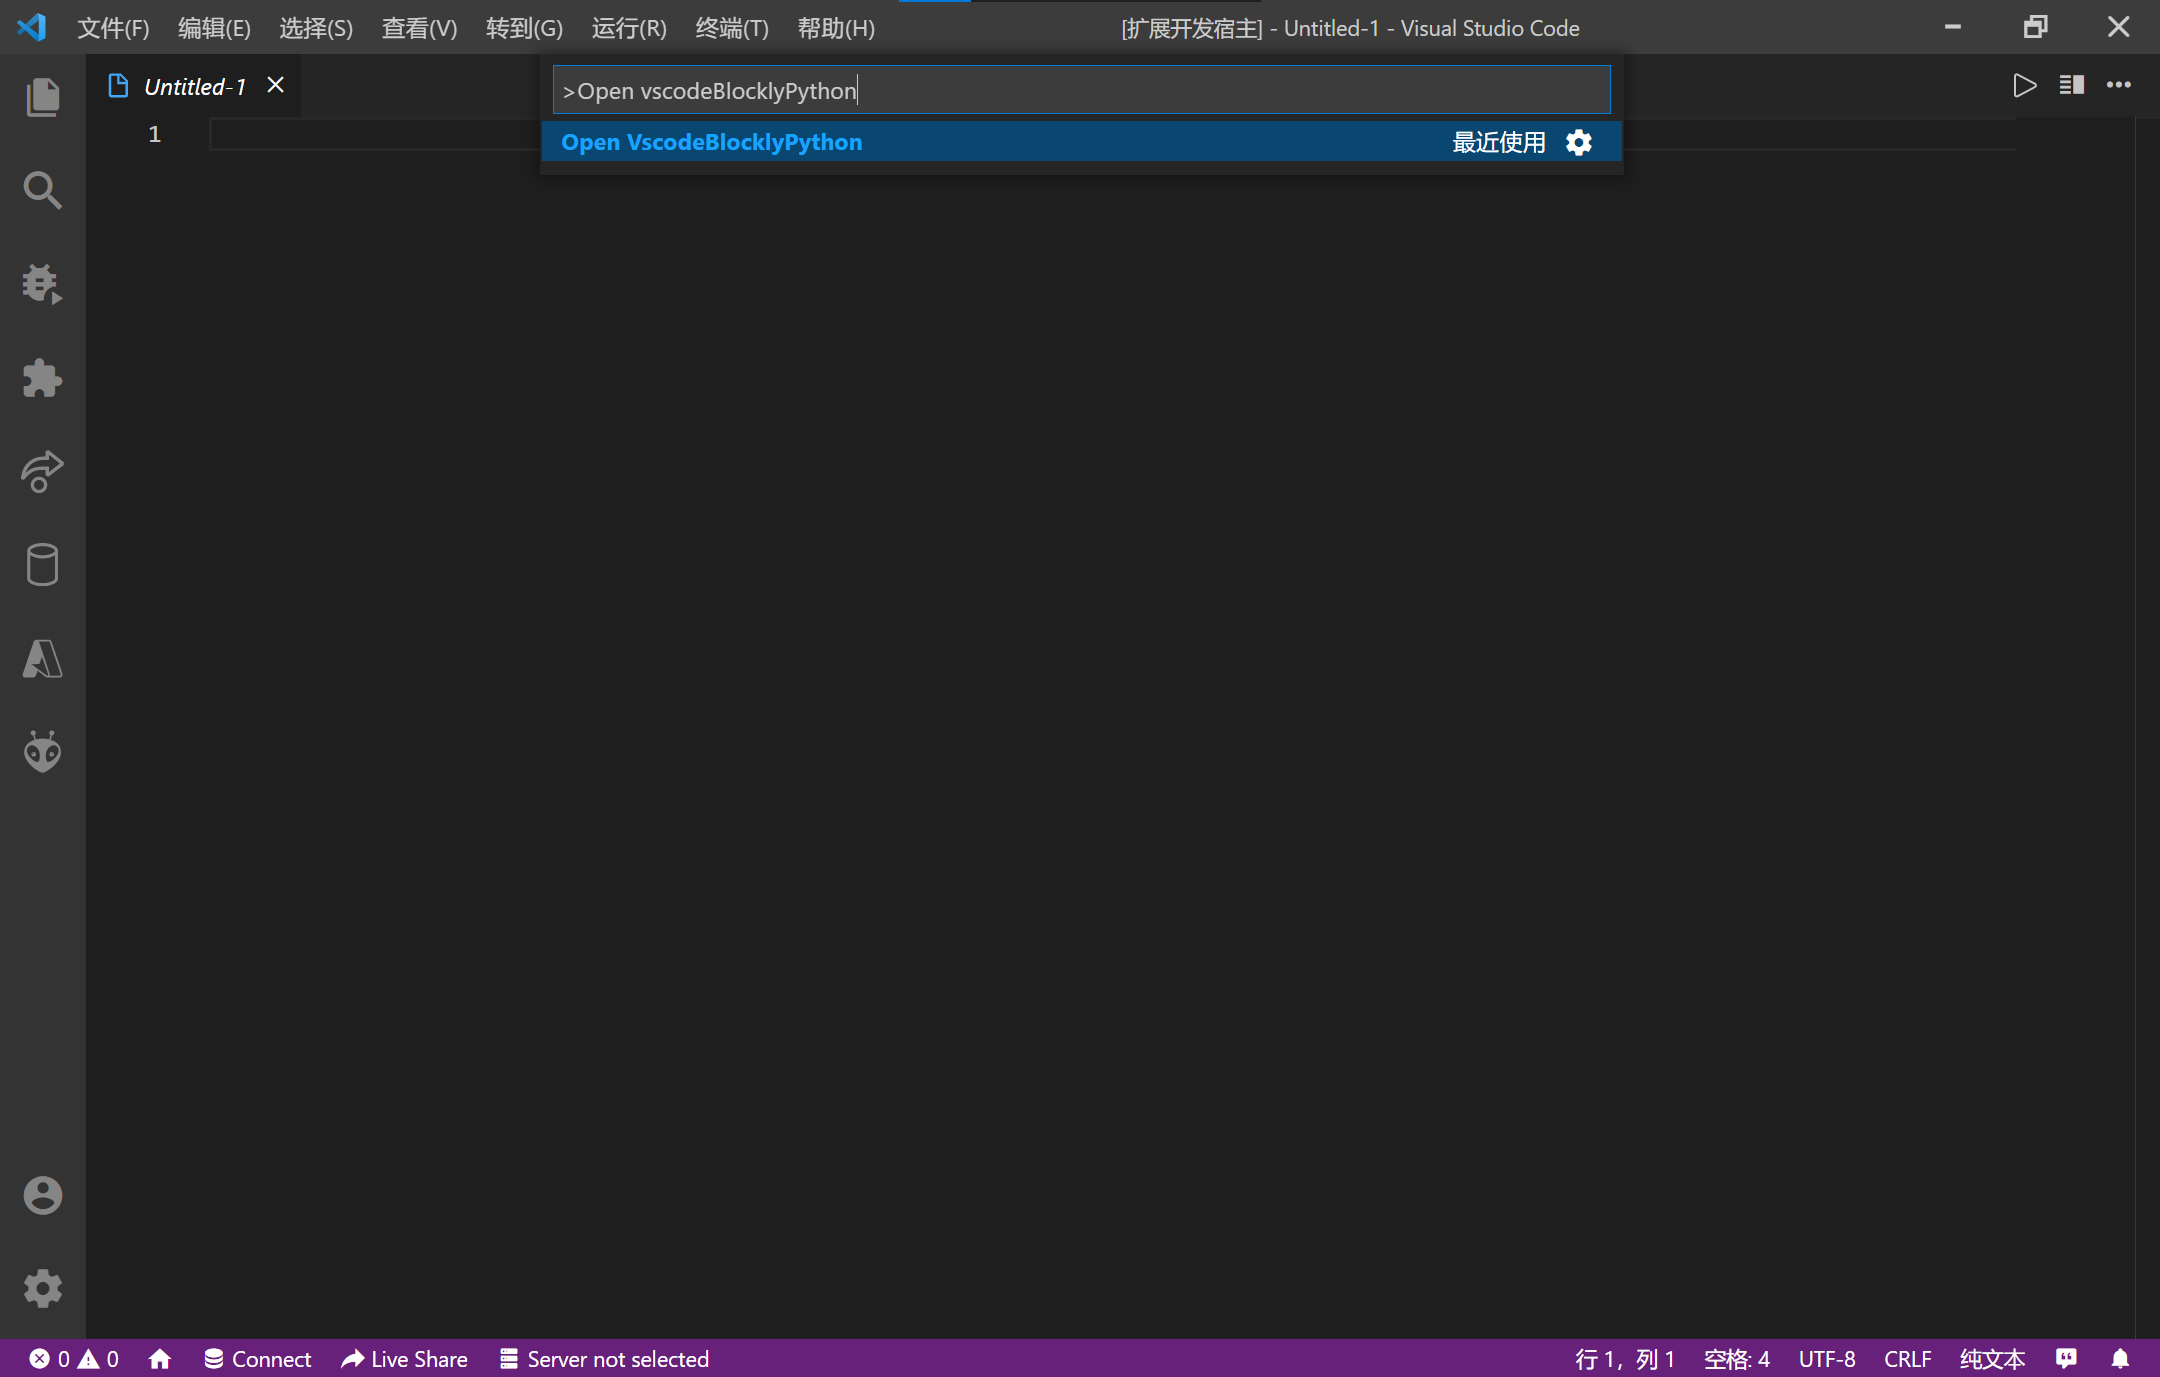 文件(F) 编辑(E) 选择(S) 查看(V) 转到(G) 运行(R) 终端(T) 帮助(H) [扩展开发宿主] - Untitled-1 - Visual Studio Code
Untitled-1
>Open vscodeBlocklyPython
Open VscodeBlocklyPython 最近使用
1
0 0 Connect Live Share Server not selected 行 1，列 1 空格: 4 UTF-8 CRLF 纯文本